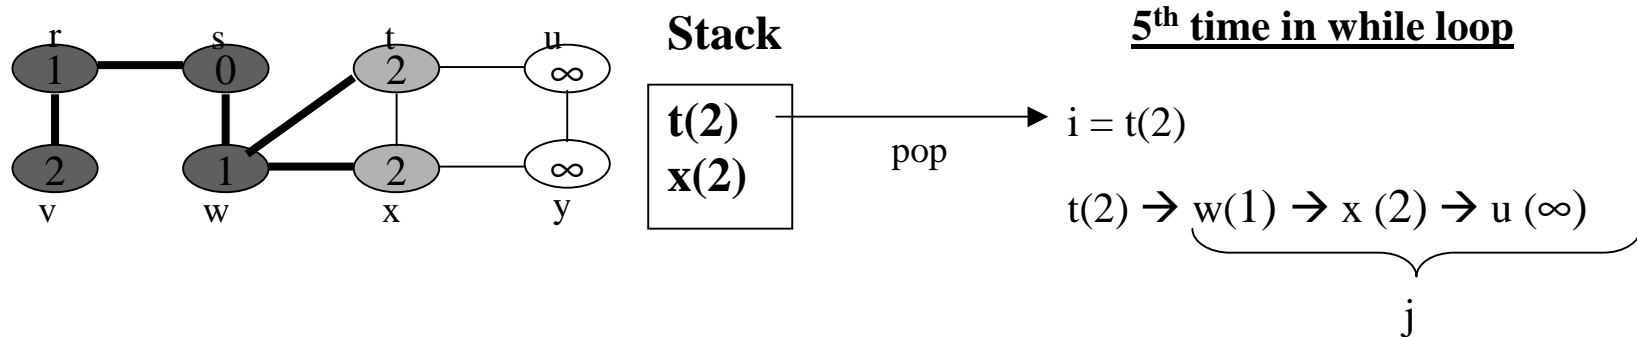 r s t u
1 0 2 ∞
2 1 2 ∞
v w x y
Stack
t(2)
x(2)
pop
5th time in while loop
i = t(2)
t(2) → w(1) → x (2) → u (∞)
j